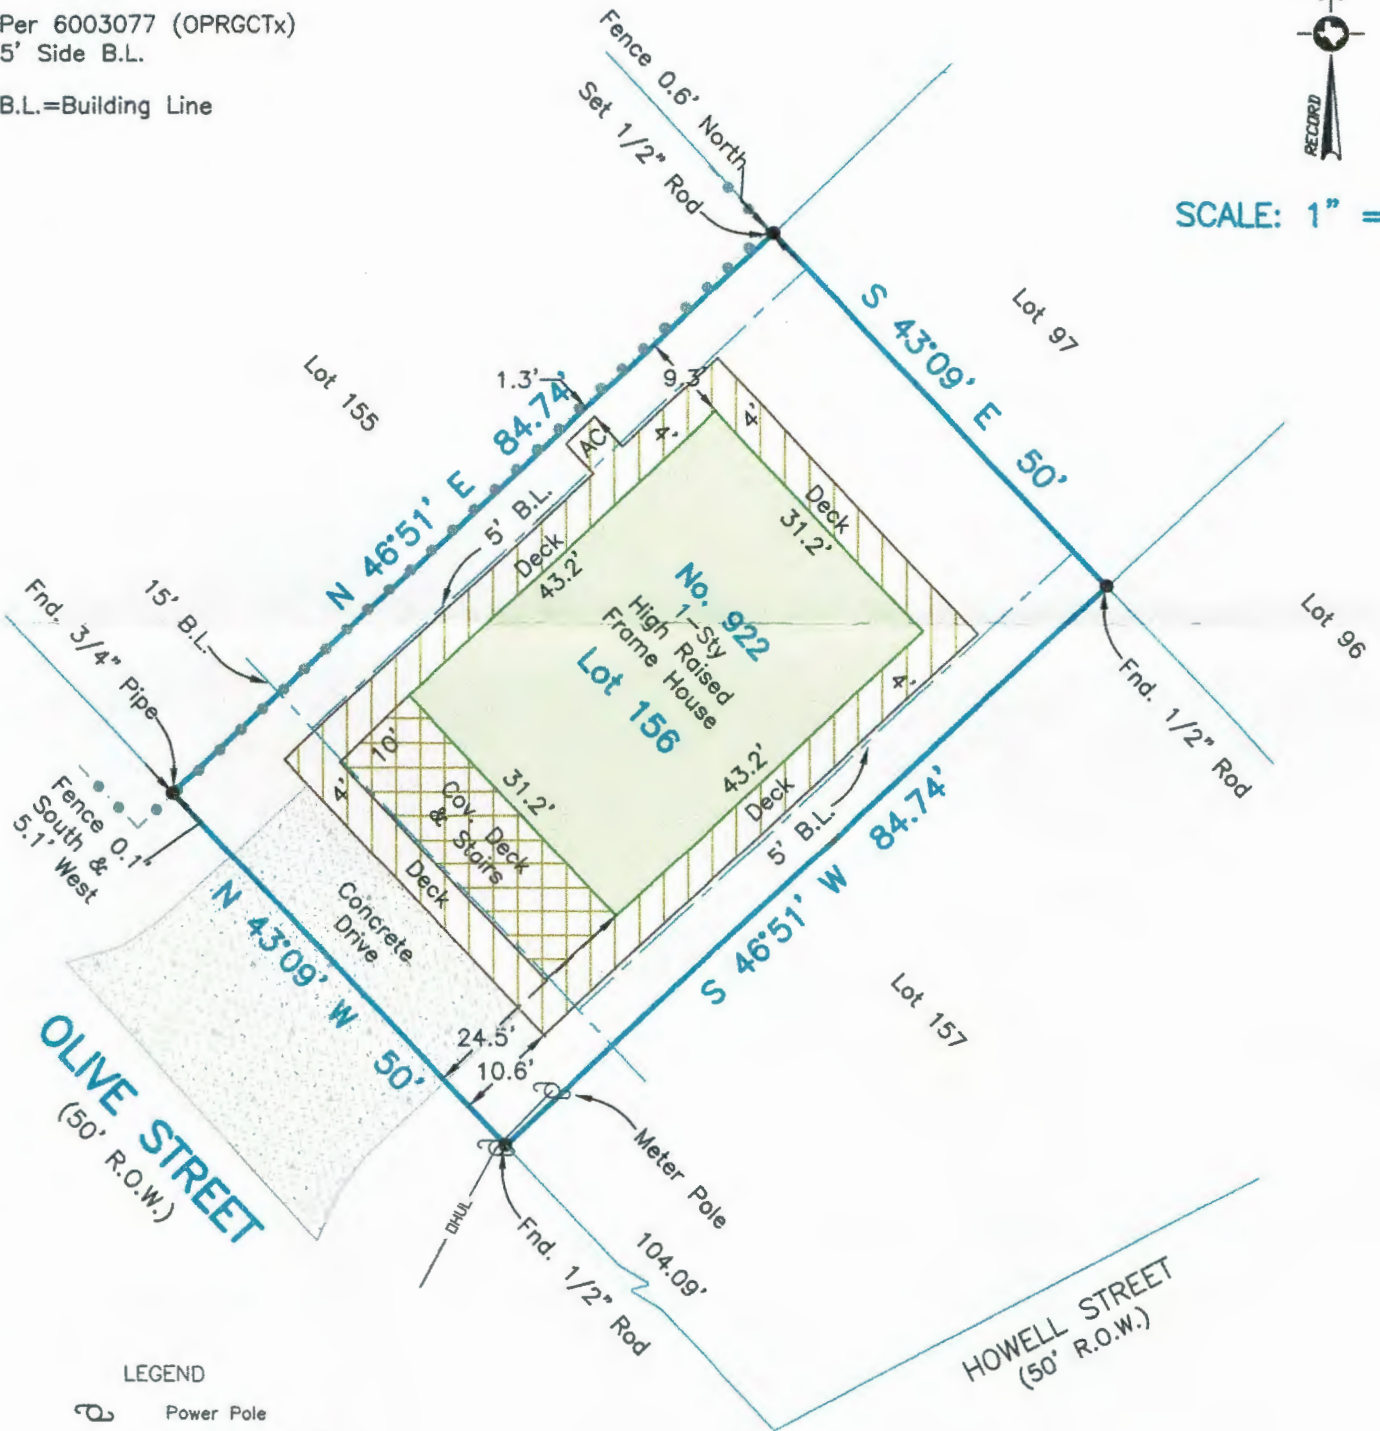 Per 6003077 (OPRGCTx)
5' Side B.L.
B.L.=Building Line
RECORD
SCALE: 1" =
Fence 0.6' North
Set 1/2" Rod
Lot 97
S 43°09' E 50'
Lot 155
1.3'
9.3'
N 46°51' E 84.74'
AC
4'
4'
Deck
31.2'
5' B.L.
Deck
43.2'
No. 922
1-Sty
High Raised
Frame House
Lot 156
15' B.L.
Fnd. 3/4" Pipe
Lot 96
Fnd. 1/2" Rod
4'
43.2'
Deck
5' B.L.
S 46°51' W 84.74'
10'
31.2'
Cov. Deck
& Stairs
4'
Deck
Fence 0.1'
South &
5.1' West
Concrete
Drive
N 43°09' W 50'
Lot 157
24.5'
10.6'
OLIVE STREET
(50' R.O.W.)
Meter Pole
OHUL
Fnd. 1/2" Rod
104.09'
HOWELL STREET
(50' R.O.W.)
LEGEND
Power Pole